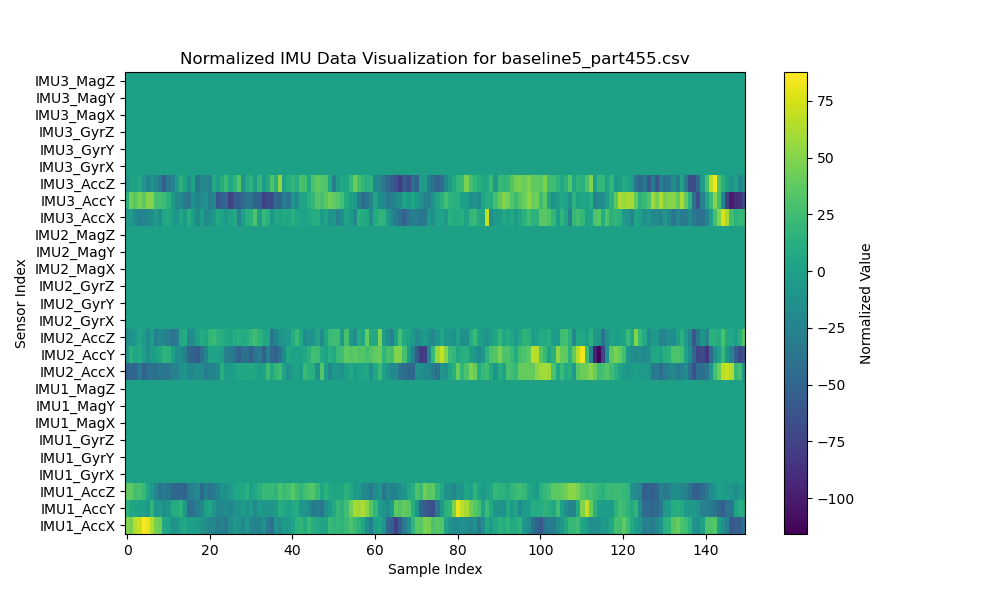 Normalized IMU Data Visualization for baseline5_part455.csv
IMU3_MagZ
IMU3_MagY
IMU3_MagX
IMU3_GyrZ
IMU3_GyrY
IMU3_GyrX
IMU3_AccZ
IMU3_AccY
IMU3_AccX
IMU2_MagZ
IMU2_MagY
IMU2_MagX
IMU2_GyrZ
IMU2_GyrY
IMU2_GyrX
IMU2_AccZ
IMU2_AccY
IMU2_AccX
IMU1_MagZ
IMU1_MagY
IMU1_MagX
IMU1_GyrZ
IMU1_GyrY
IMU1_GyrX
IMU1_AccZ
IMU1_AccY
IMU1_AccX
Sensor Index
0 20 40 60 80 100 120 140
Sample Index
75
50
25
0
−25
−50
−75
−100
Normalized Value